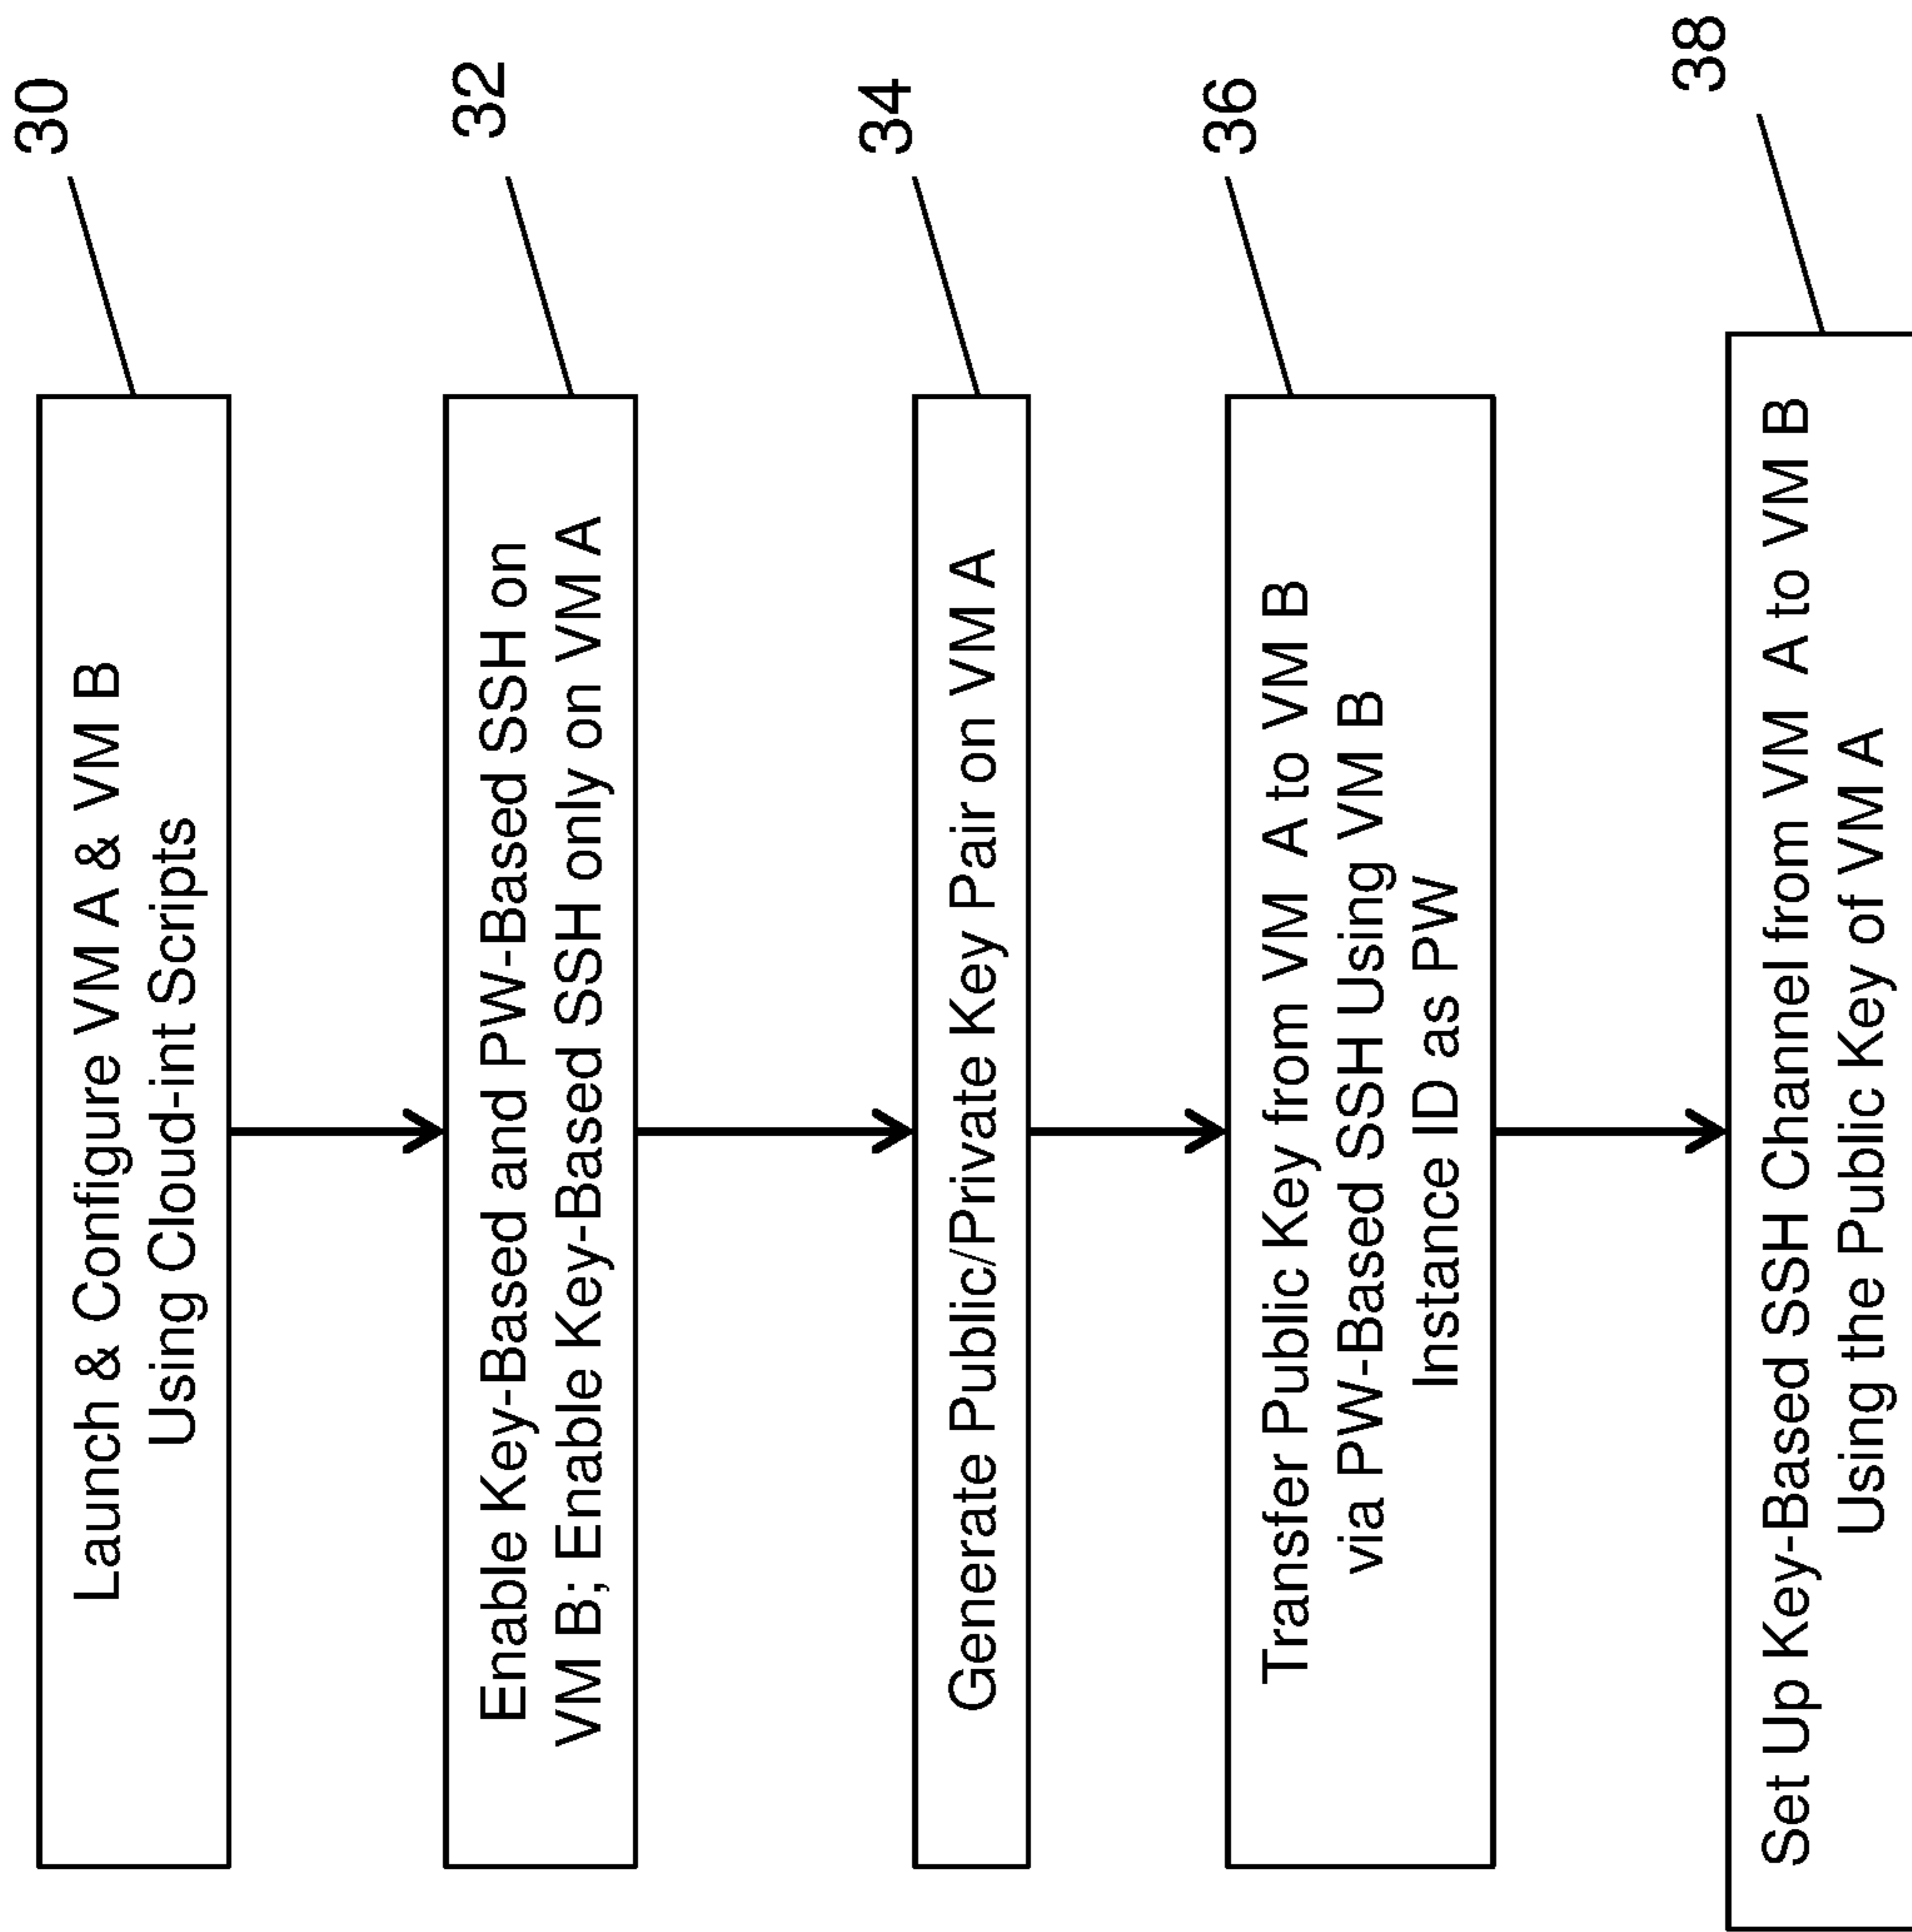 30
Launch & Configure VM A & VM B
Using Cloud-int Scripts
32
Enable Key-Based and PW-Based SSH on
VM B; Enable Key-Based SSH only on VM A
34
Generate Public/Private Key Pair on VM A
36
Transfer Public Key from VM A to VM B
via PW-Based SSH Using VM B
Instance ID as PW
38
Set Up Key-Based SSH Channel from VM A to VM B
Using the Public Key of VM A